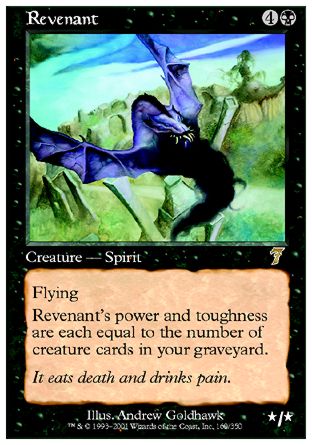 Revenant 4
Creature — Spirit
Flying
Revenant's power and toughness
are each equal to the number of
creature cards in your graveyard.
It eats death and drinks pain.
Illus. Andrew Goldhawk
™ & © 1993–2001 Wizards of the Coast, Inc. 160/350
*/*